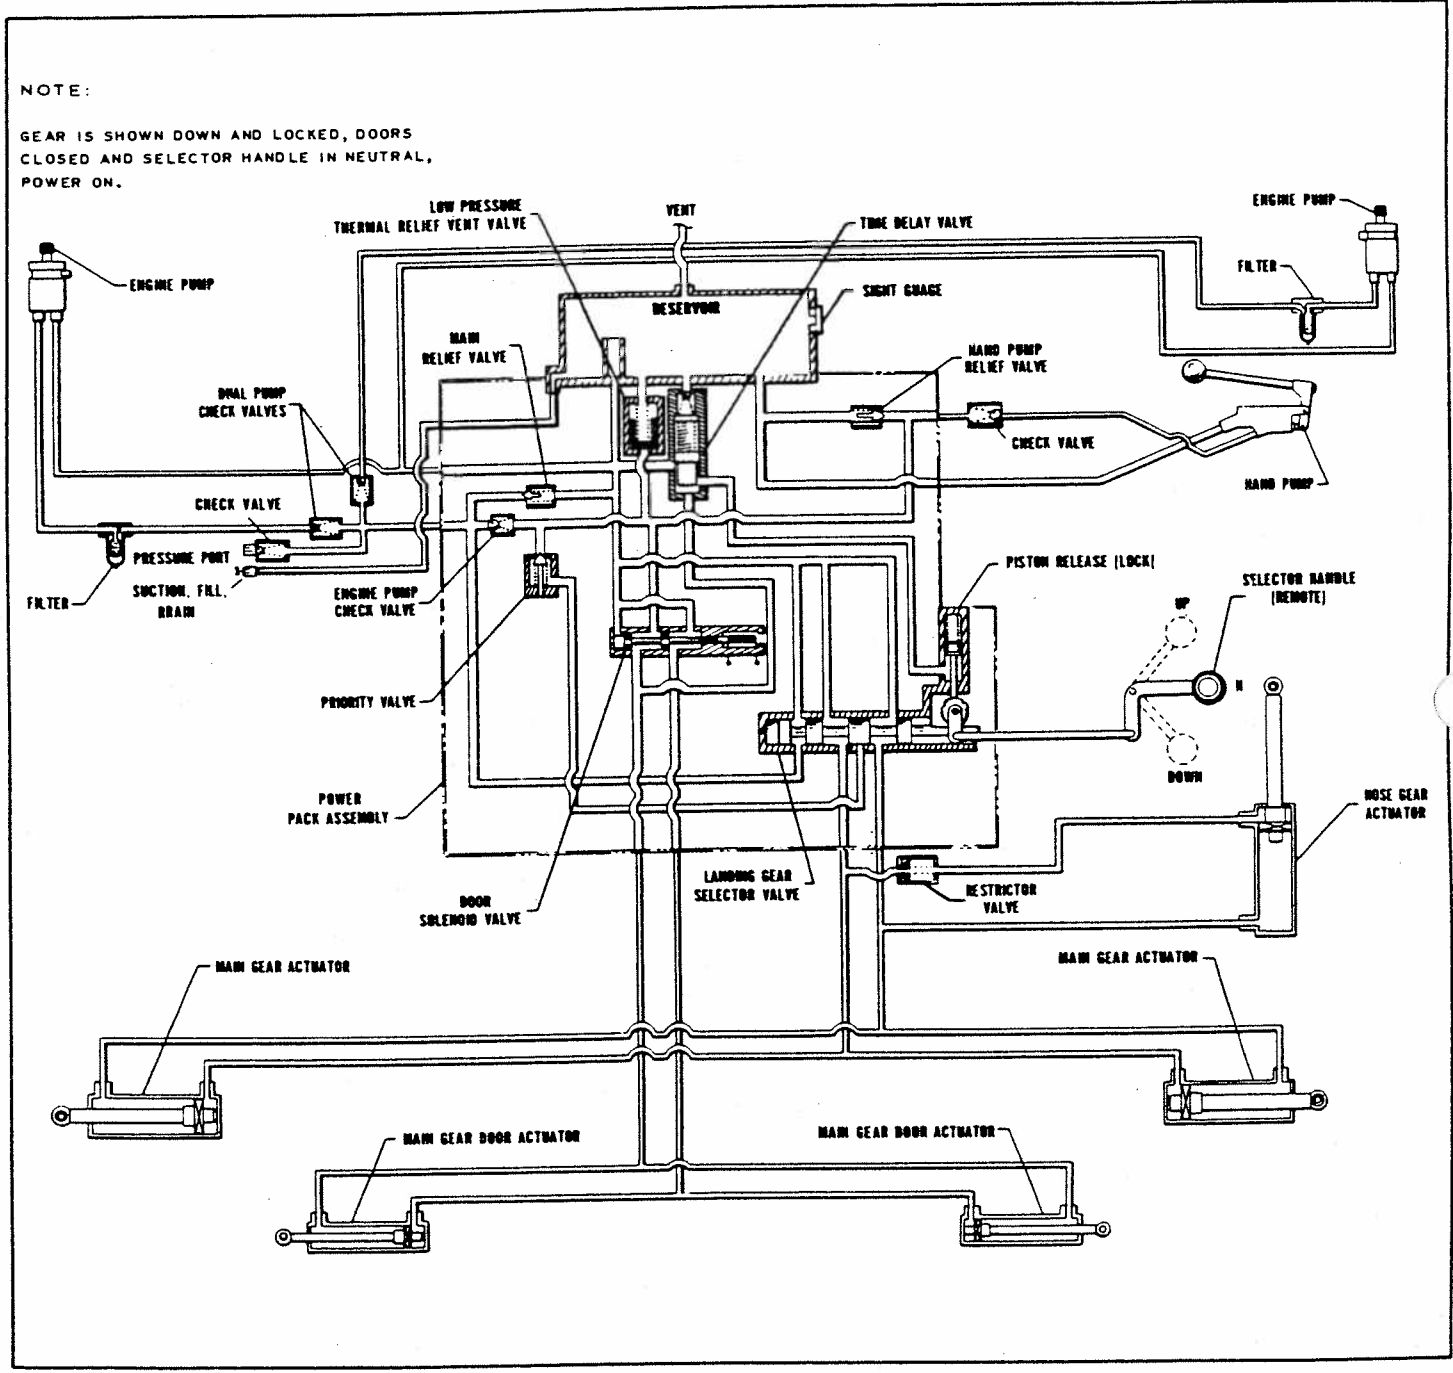 NOTE:
GEAR IS SHOWN DOWN AND LOCKED, DOORS
CLOSED AND SELECTOR HANDLE IN NEUTRAL,
POWER ON.
LOW PRESSURE
THERMAL RELIEF VENT VALVE
VENT
TIME DELAY VALVE
ENGINE PUMP
ENGINE PUMP
FILTER
RESERVOIR
SIGHT GUAGE
MAIN
RELIEF VALVE
HAND PUMP
RELIEF VALVE
DUAL PUMP
CHECK VALVES
CHECK VALVE
HAND PUMP
CHECK VALVE
PRESSURE PORT
SUCTION, FILL,
DRAIN
FILTER
ENGINE PUMP
CHECK VALVE
PISTON RELEASE (LOCK)
SELECTOR HANDLE
(REMOTE)
UP
N
DOWN
PRIORITY VALVE
POWER
PACK ASSEMBLY
NOSE GEAR
ACTUATOR
LANDING GEAR
SELECTOR VALVE
RESTRICTOR
VALVE
DOOR
SOLENOID VALVE
MAIN GEAR ACTUATOR
MAIN GEAR ACTUATOR
MAIN GEAR DOOR ACTUATOR
MAIN GEAR DOOR ACTUATOR